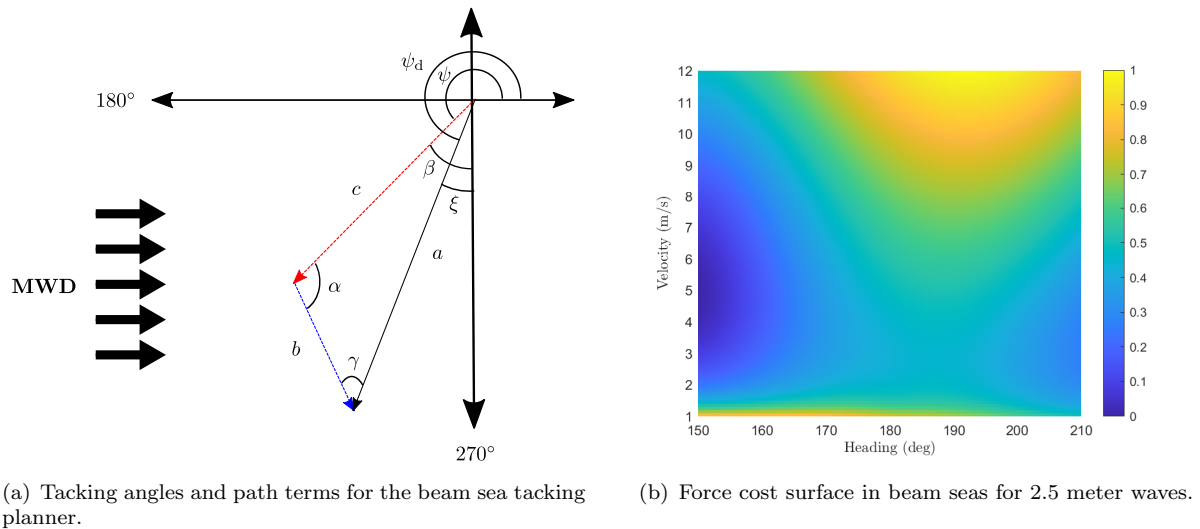 ψd
ψ
180°
β
c
ξ
a
MWD
α
b
γ
270°
(a) Tacking angles and path terms for the beam sea tacking
planner.
12
11
10
9
8
7
6
5
4
3
2
1
Velocity (m/s)
150 160 170 180 190 200 210
Heading (deg)
1
0.9
0.8
0.7
0.6
0.5
0.4
0.3
0.2
0.1
0
(b) Force cost surface in beam seas for 2.5 meter waves.